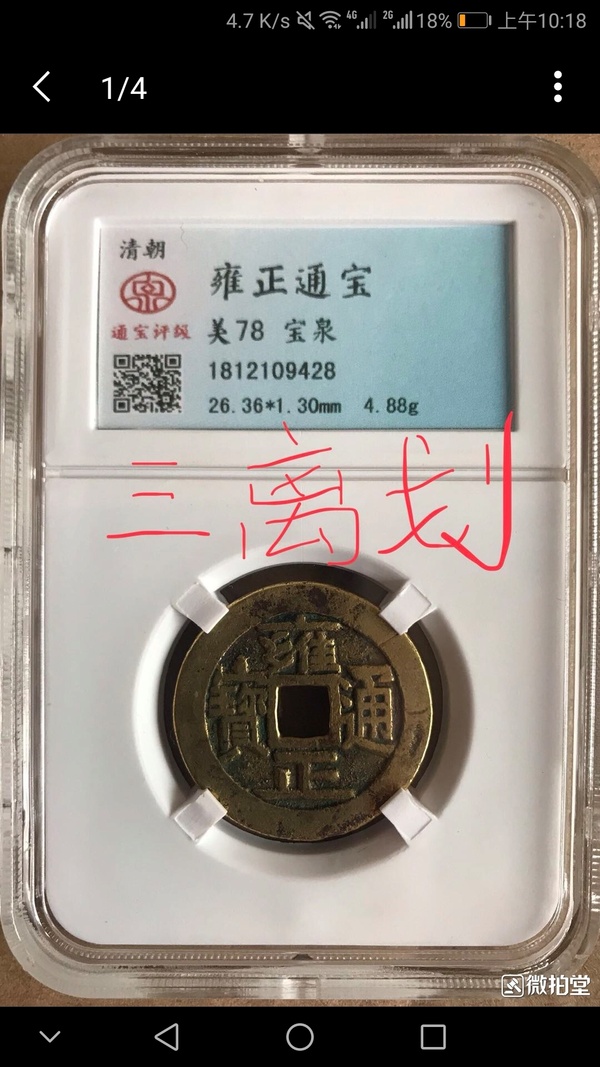 4.7 K/s 4G 2G 18% 上午10:18
1/4
清朝
雍正通宝
通宝评级
美78 宝泉
1812109428
26.36*1.30mm 4.88g
三离划
雍
寶 通
正
微拍堂